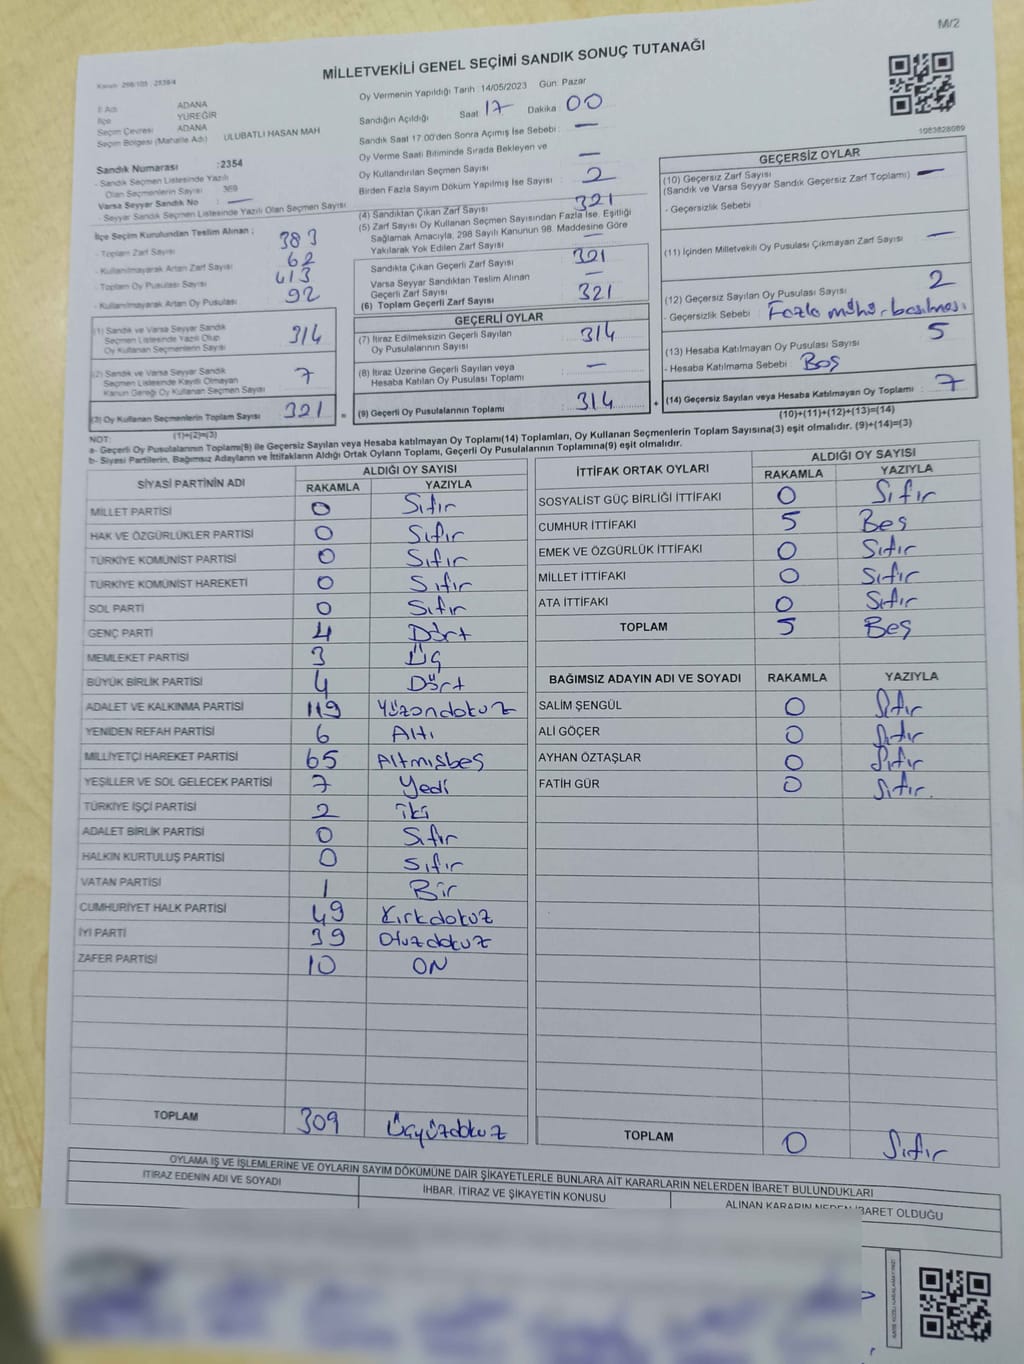 M/2
MİLLETVEKİLİ GENEL SEÇİMİ SANDIK SONUÇ TUTANAĞI
Kanun: 298/105 - 2839/4
İl Adı ADANA
İlçe YÜREĞİR
Seçim Çevresi ADANA
Seçim Bölgesi (Mahalle Adı) ULUBATLI HASAN MAH
Sandık Numarası :2354
- Sandık Seçmen Listesinde Yazılı
Olan Seçmenlerin Sayısı 369
Varsa Seyyar Sandık No —
- Seyyar Sandık Seçmen Listesinde Yazılı Olan Seçmen Sayısı
İlçe Seçim Kurulundan Teslim Alınan ;
- Toplam Zarf Sayısı 383
- Kullanılmayarak Artan Zarf Sayısı 62
- Toplam Oy Pusulası Sayısı 413
- Kullanılmayarak Artan Oy Pusulası 92
(1) Sandık ve Varsa Seyyar Sandık
Seçmen Listesinde Yazılı Olup
Oy Kullanan Seçmenlerin Sayısı 314
(2) Sandık ve Varsa Seyyar Sandık
Seçmen Listesinde Kayıtlı Olmayan
Kanun Gereği Oy Kullanan Seçmen Sayısı 7
(3) Oy Kullanan Seçmenlerin Toplam Sayısı 321 =
(1)+(2)=(3)
Oy Vermenin Yapıldığı Tarih : 14/05/2023 Gün: Pazar
Sandığın Açıldığı Saat 17 Dakika 00
Sandık Saat 17:00'den Sonra Açılmış İse Sebebi : —
Oy Verme Saati Bitiminde Sırada Bekleyen ve
Oy Kullandırılan Seçmen Sayısı —
Birden Fazla Sayım Döküm Yapılmış İse Sayısı : 2
(4) Sandıktan Çıkan Zarf Sayısı 321
(5) Zarf Sayısı Oy Kullanan Seçmen Sayısından Fazla İse, Eşitliği
Sağlamak Amacıyla, 298 Sayılı Kanunun 98. Maddesine Göre
Yakılarak Yok Edilen Zarf Sayısı —
Sandıkta Çıkan Geçerli Zarf Sayısı 321
Varsa Seyyar Sandıktan Teslim Alınan
Geçerli Zarf Sayısı —
(6) Toplam Geçerli Zarf Sayısı 321
GEÇERLİ OYLAR
(7) İtiraz Edilmeksizin Geçerli Sayılan
Oy Pusulalarının Sayısı 314
(8) İtiraz Üzerine Geçerli Sayılan veya
Hesaba Katılan Oy Pusulası Toplamı —
(9) Geçerli Oy Pusulalarının Toplamı : 314 +
1083828089
GEÇERSİZ OYLAR
(10) Geçersiz Zarf Sayısı
(Sandık ve Varsa Seyyar Sandık Geçersiz Zarf Toplamı) —
- Geçersizlik Sebebi
(11) İçinden Milletvekili Oy Pusulası Çıkmayan Zarf Sayısı —
(12) Geçersiz Sayılan Oy Pusulası Sayısı 2
- Geçersizlik Sebebi : Fazla mühür basılması
(13) Hesaba Katılmayan Oy Pusulası Sayısı 5
- Hesaba Katılmama Sebebi Boş
(14) Geçersiz Sayılan veya Hesaba Katılmayan Oy Toplamı : 7
(10)+(11)+(12)+(13)=(14)
NOT:
a- Geçerli Oy Pusulalarının Toplamı(9) ile Geçersiz Sayılan veya Hesaba katılmayan Oy Toplamı(14) Toplamları, Oy Kullanan Seçmenlerin Toplam Sayısına(3) eşit olmalıdır. (9)+(14)=(3)
b- Siyasi Partilerin, Bağımsız Adayların ve İttifakların Aldığı Ortak Oyların Toplamı, Geçerli Oy Pusulalarının Toplamına(9) eşit olmalıdır.
SİYASİ PARTİNİN ADI ALDIĞI OY SAYISI
RAKAMLA YAZIYLA
MİLLET PARTİSİ 0 Sıfır
HAK VE ÖZGÜRLÜKLER PARTİSİ 0 Sıfır
TÜRKİYE KOMÜNİST PARTİSİ 0 Sıfır
TÜRKİYE KOMÜNİST HAREKETİ 0 Sıfır
SOL PARTİ 0 Sıfır
GENÇ PARTİ 4 Dört
MEMLEKET PARTİSİ 3 Üç
BÜYÜK BİRLİK PARTİSİ 4 Dört
ADALET VE KALKINMA PARTİSİ 119 Yüzondokuz
YENİDEN REFAH PARTİSİ 6 Altı
MİLLİYETÇİ HAREKET PARTİSİ 65 Altmışbeş
YEŞİLLER VE SOL GELECEK PARTİSİ 7 Yedi
TÜRKİYE İŞÇİ PARTİSİ 2 iki
ADALET BİRLİK PARTİSİ 0 Sıfır
HALKIN KURTULUŞ PARTİSİ 0 Sıfır
VATAN PARTİSİ 1 Bir
CUMHURİYET HALK PARTİSİ 49 Kırkdokuz
İYİ PARTİ 39 Otuzdokuz
ZAFER PARTİSİ 10 ON
TOPLAM 309 Üçyüzdokuz
İTTİFAK ORTAK OYLARI ALDIĞI OY SAYISI
RAKAMLA YAZIYLA
SOSYALİST GÜÇ BİRLİĞİ İTTİFAKI 0 Sıfır
CUMHUR İTTİFAKI 5 Beş
EMEK VE ÖZGÜRLÜK İTTİFAKI 0 Sıfır
MİLLET İTTİFAKI 0 Sıfır
ATA İTTİFAKI 0 Sıfır
TOPLAM 5 Beş
BAĞIMSIZ ADAYIN ADI VE SOYADI RAKAMLA YAZIYLA
SALİM ŞENGÜL 0 Sıfır
ALİ GÖÇER 0 Sıfır
AYHAN ÖZTAŞLAR 0 Sıfır
FATİH GÜR 0 Sıfır.
TOPLAM 0 Sıfır
OYLAMA İŞ VE İŞLEMLERİNE VE OYLARIN SAYIM DÖKÜMÜNE DAİR ŞİKAYETLERLE BUNLARA AİT KARARLARIN NELERDEN İBARET BULUNDUKLARI
İTİRAZ EDENİN ADI VE SOYADI
İHBAR, İTİRAZ VE ŞİKAYETİN KONUSU
ALINAN KARARIN NEDEN İBARET OLDUĞU